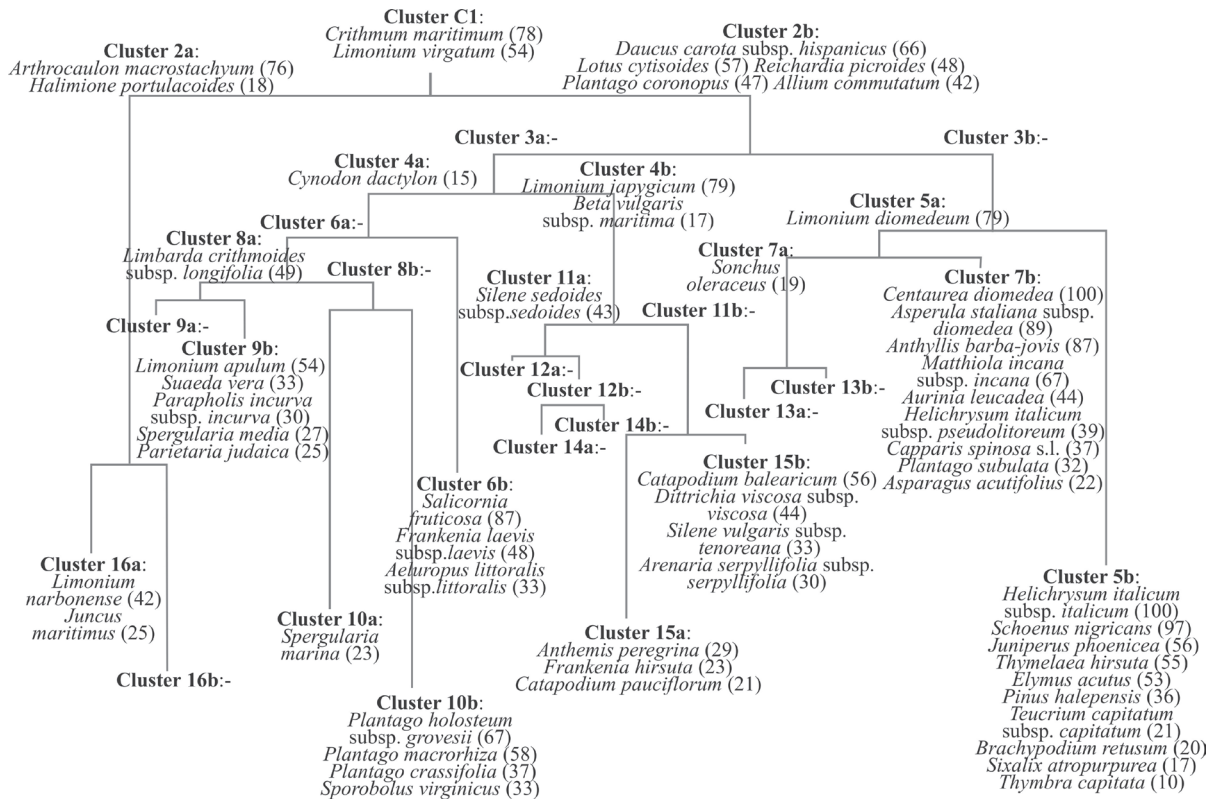 Cluster C1:
Crithmum maritimum (78)
Limonium virgatum (54)
Cluster 2a:
Arthrocaulon macrostachyum (76)
Halimione portulacoides (18)
Cluster 2b:
Daucus carota subsp. hispanicus (66)
Lotus cytisoides (57) Reichardia picroides (48)
Plantago coronopus (47) Allium commutatum (42)
Cluster 3a:-
Cluster 3b:-
Cluster 4a:
Cynodon dactylon (15)
Cluster 4b:
Limonium japygicum (79)
Beta vulgaris
subsp. maritima (17)
Cluster 5a:
Limonium diomedeum (79)
Cluster 6a:-
Cluster 8a:
Limbarda crithmoides
subsp. longifolia (49)
Cluster 8b:-
Cluster 7a:
Sonchus
oleraceus (19)
Cluster 7b:
Centaurea diomedea (100)
Asperula staliana subsp.
diomedea (89)
Anthyllis barba-jovis (87)
Matthiola incana
subsp. incana (67)
Aurinia leucadea (44)
Helichrysum italicum
subsp. pseudolitoreum (39)
Capparis spinosa s.l. (37)
Plantago subulata (32)
Asparagus acutifolius (22)
Cluster 11a:
Silene sedoides
subsp.sedoides (43)
Cluster 11b:-
Cluster 9a:-
Cluster 9b:
Limonium apulum (54)
Suaeda vera (33)
Parapholis incurva
subsp. incurva (30)
Spergularia media (27)
Parietaria judaica (25)
Cluster 12a:-
Cluster 12b:-
Cluster 13b:-
Cluster 13a:-
Cluster 14b:-
Cluster 14a:-
Cluster 15b:
Catapodium balearicum (56)
Dittrichia viscosa subsp.
viscosa (44)
Silene vulgaris subsp.
tenoreana (33)
Arenaria serpyllifolia subsp.
serpyllifolia (30)
Cluster 6b:
Salicornia
fruticosa (87)
Frankenia laevis
subsp.laevis (48)
Aeluropus littoralis
subsp.littoralis (33)
Cluster 16a:
Limonium
narbonense (42)
Juncus
maritimus (25)
Cluster 16b:-
Cluster 10a:
Spergularia
marina (23)
Cluster 15a:
Anthemis peregrina (29)
Frankenia hirsuta (23)
Catapodium pauciflorum (21)
Cluster 10b:
Plantago holosteum
subsp. grovesii (67)
Plantago macrorhiza (58)
Plantago crassifolia (37)
Sporobolus virginicus (33)
Cluster 5b:
Helichrysum italicum
subsp. italicum (100)
Schoenus nigricans (97)
Juniperus phoenicea (56)
Thymelaea hirsuta (55)
Elymus acutus (53)
Pinus halepensis (36)
Teucrium capitatum
subsp. capitatum (21)
Brachypodium retusum (20)
Sixalix atropurpurea (17)
Thymbra capitata (10)